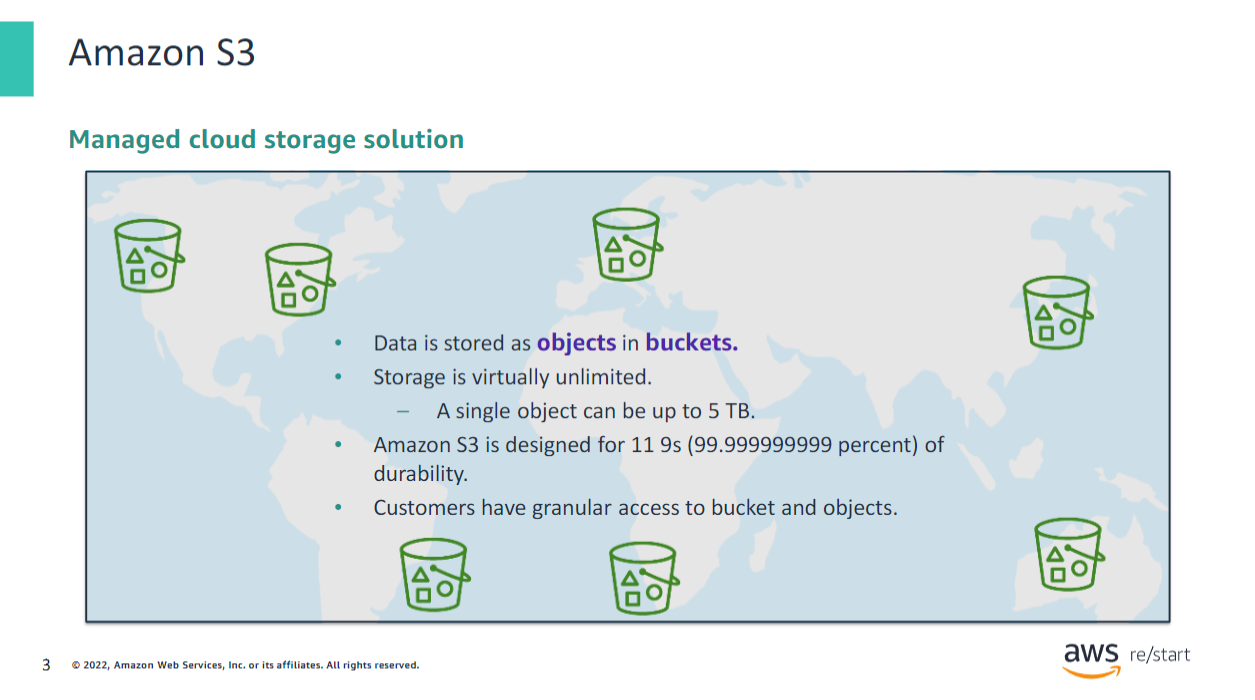 Amazon S3
Managed cloud storage solution
• Data is stored as objects in buckets.
• Storage is virtually unlimited.
– A single object can be up to 5 TB.
• Amazon S3 is designed for 11 9s (99.999999999 percent) of
durability.
• Customers have granular access to bucket and objects.
3 © 2022, Amazon Web Services, Inc. or its affiliates. All rights reserved.
aws re/start